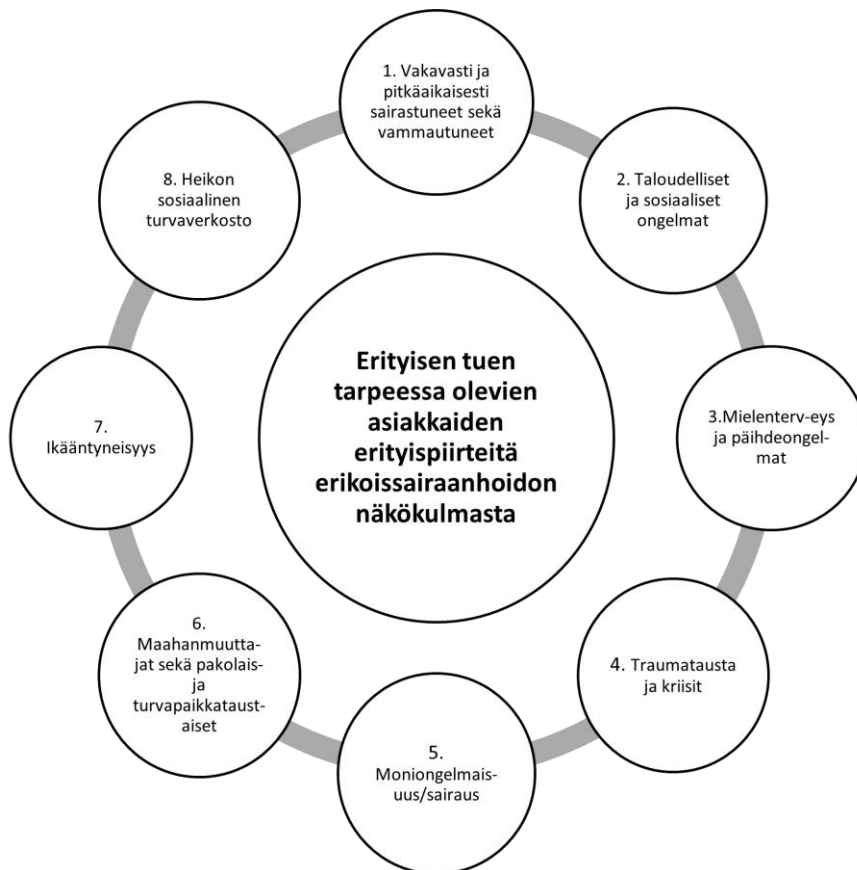 1. Vakavasti ja
pitkäaikaisesti
sairastuneet sekä
vammautuneet
2. Taloudelliset
ja sosiaaliset
ongelmat
3.Mielenterv-eys
ja päihdeongel-
mat
4. Traumatausta
ja kriisit
5.
Moniongelmais-
uus/sairaus
6.
Maahanmuutta-
jat sekä pakolais-
ja
turvapaikkataust-
aiset
7.
Ikääntyneisyys
8. Heikon
sosiaalinen
turvaverkosto
Erityisen tuen
tarpeessa olevien
asiakkaiden
erityispiirteitä
erikoissairaanhoidon
näkökulmasta